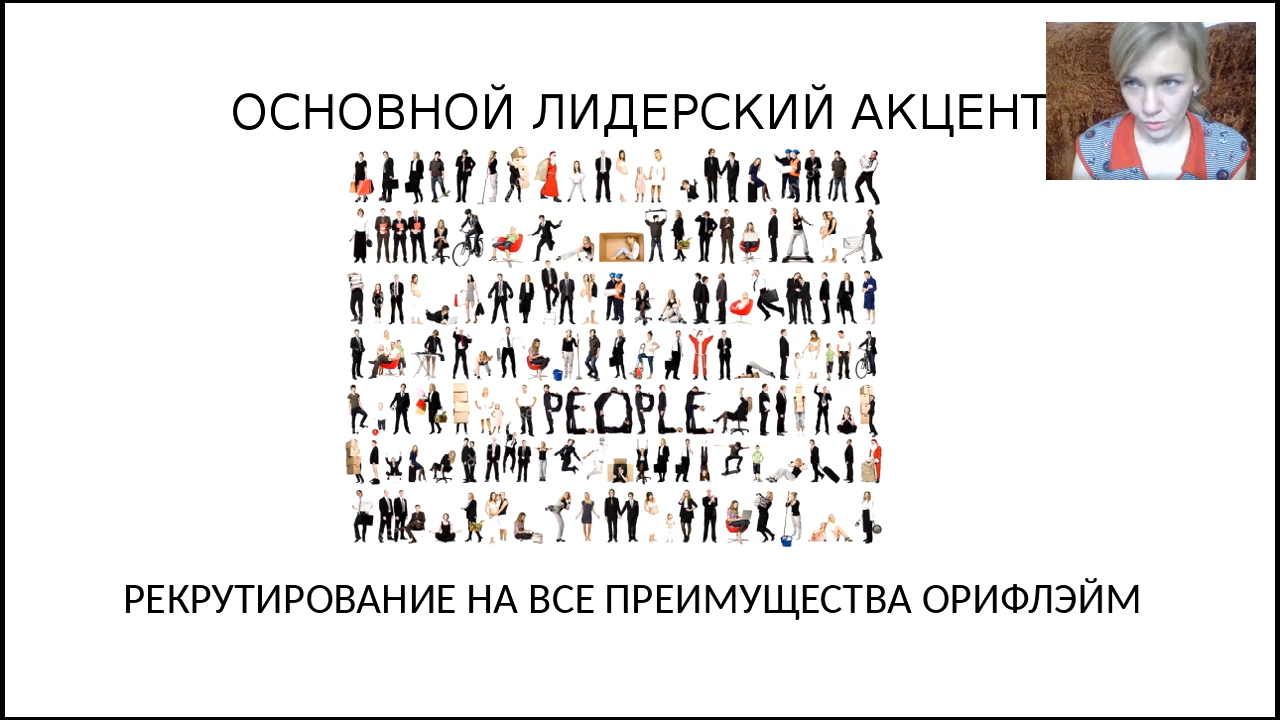 ОСНОВНОЙ ЛИДЕРСКИЙ АКЦЕНТ
PEOPLE
РЕКРУТИРОВАНИЕ НА ВСЕ ПРЕИМУЩЕСТВА ОРИФЛЭЙМ